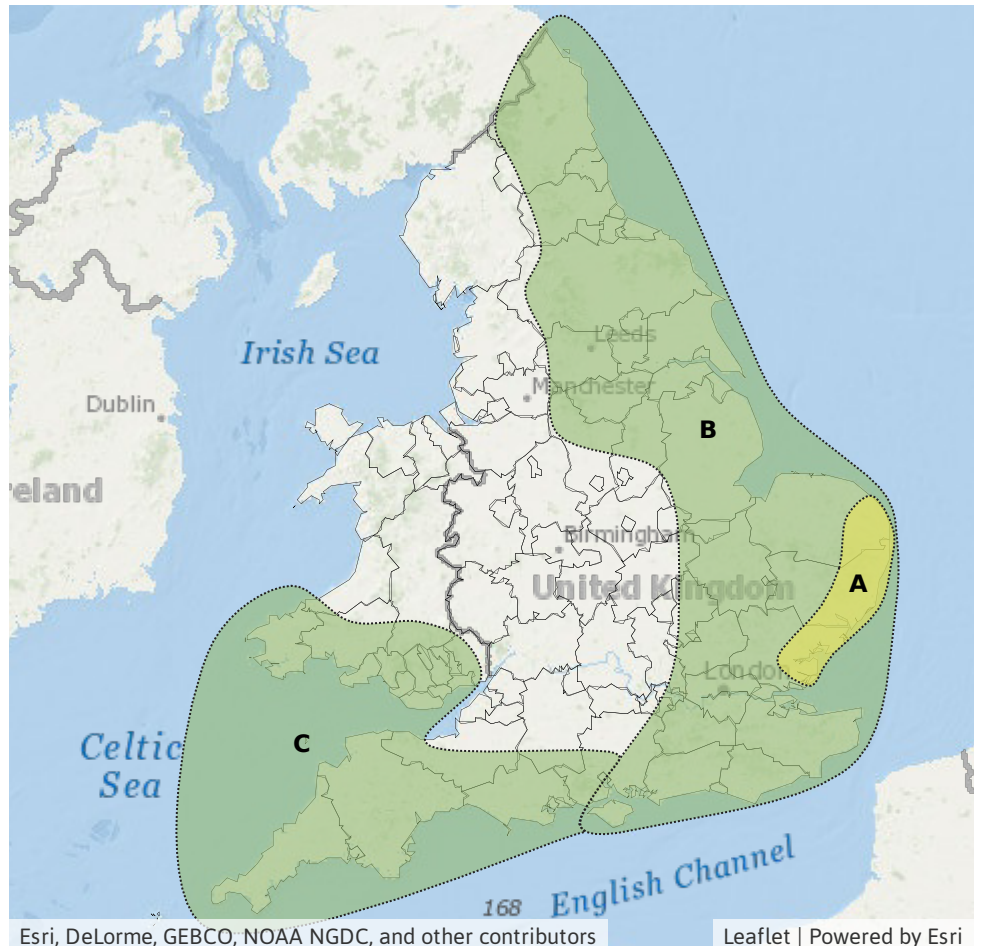 Leeds
Irish Sea
Manchester
Dublin
B
reland
Birmingham
United Kingdom
A
London
C
Celtic
Sea
English Channel
168
Esri, DeLorme, GEBCO, NOAA NGDC, and other contributors
Leaflet | Powered by Esri